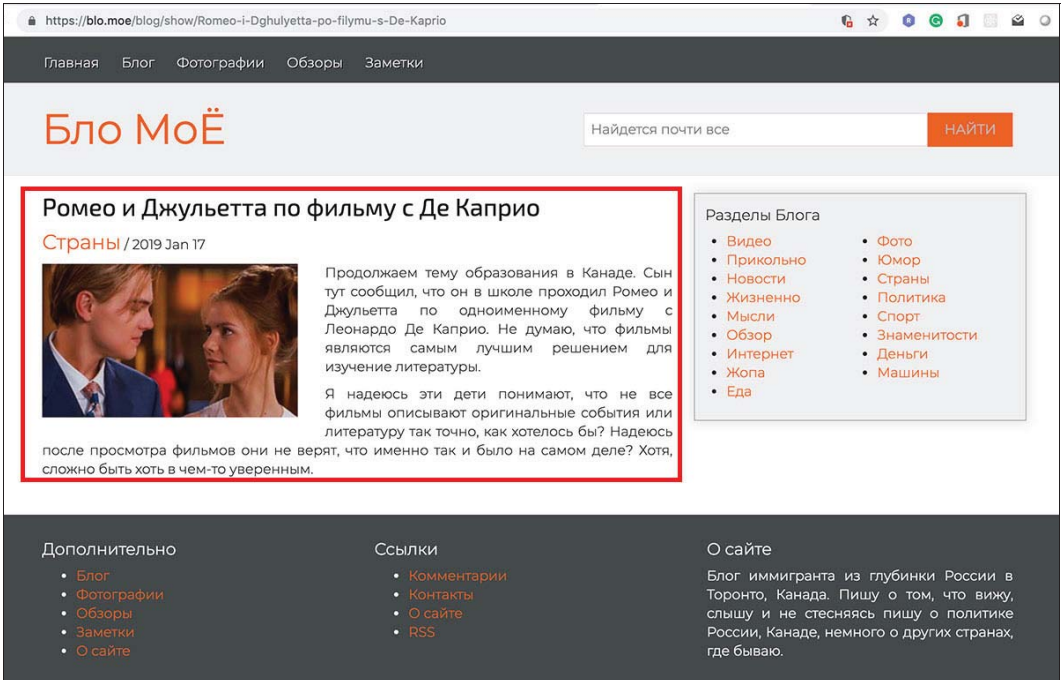 https://blo.moe/blog/show/Romeo-i-Dghulyetta-po-filymu-s-De-Kaprio
Главная Блог Фотографии Обзоры Заметки
Бло МоЁ
Найдется почти все
НАЙТИ
Ромео и Джульетта по фильму с Де Каприо
Страны / 2019 Jan 17
Продолжаем тему образования в Канаде. Сын
тут сообщил, что он в школе проходил Ромео и
Джульетта по одноименному фильму с
Леонардо Де Каприо. Не думаю, что фильмы
являются самым лучшим решением для
изучение литературы.
Я надеюсь эти дети понимают, что не все
фильмы описывают оригинальные события или
литературу так точно, как хотелось бы? Надеюсь
после просмотра фильмов они не верят, что именно так и было на самом деле? Хотя,
сложно быть хоть в чем-то уверенным.
Разделы Блога
Видео
Прикольно
Новости
Жизненно
Мысли
Обзор
Интернет
Жопа
Еда
Фото
Юмор
Страны
Политика
Спорт
Знаменитости
Деньги
Машины
Дополнительно
Блог
Фотографии
Обзоры
Заметки
О сайте
Ссылки
Комментарии
Контакты
О сайте
RSS
О сайте
Блог иммигранта из глубинки России в
Торонто, Канада. Пишу о том, что вижу,
слышу и не стесняясь пишу о политике
России, Канаде, немного о других странах,
где бываю.